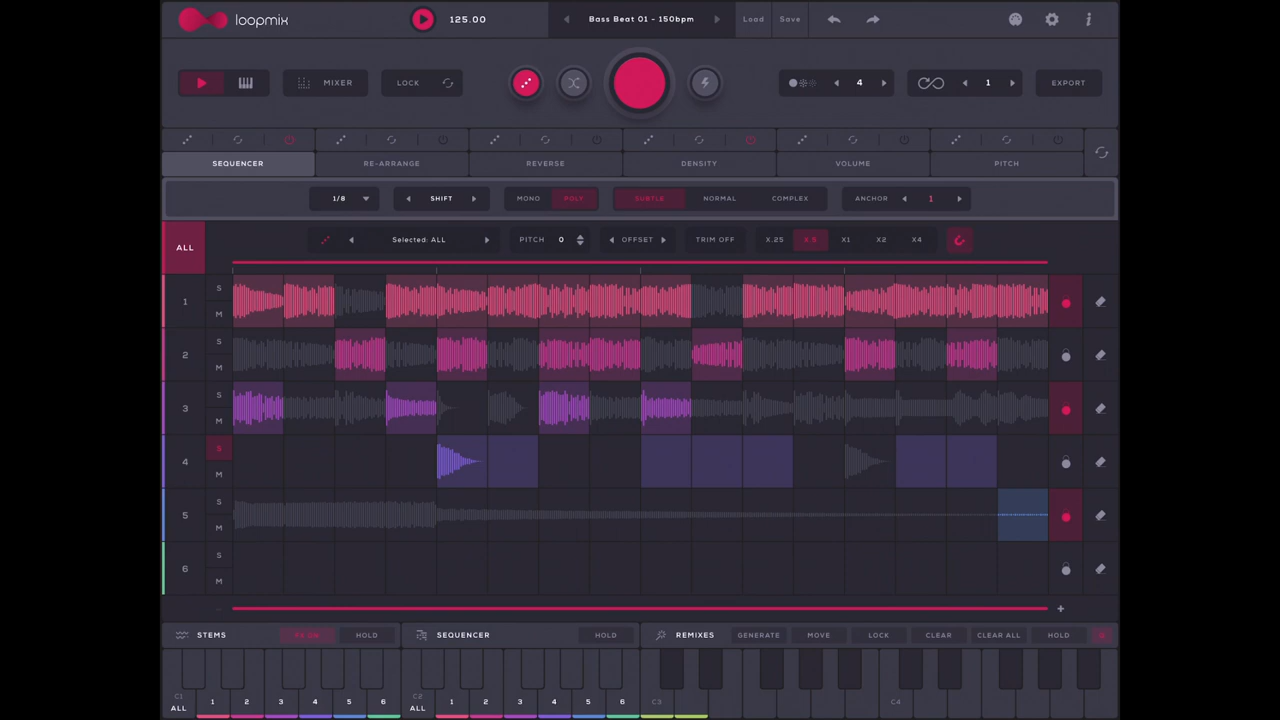 loopmix 125.00 Bass Beat 01 - 150bpm Load Save i
MIXER LOCK 4 1 EXPORT
SEQUENCER RE-ARRANGE REVERSE DENSITY VOLUME PITCH
1/8 SHIFT MONO POLY SUBTLE NORMAL COMPLEX ANCHOR 1
ALL Selected: ALL PITCH 0 OFFSET TRIM OFF X.25 X.5 X1 X2 X4
S
1
M
S
2
M
S
3
M
S
4
M
S
5
M
S
6
M
STEMS HOLD SEQUENCER HOLD REMIXES GENERATE MOVE LOCK CLEAR CLEAR ALL HOLD
C1 C2 C3 C4
ALL 1 2 3 4 5 6 ALL 1 2 3 4 5 6